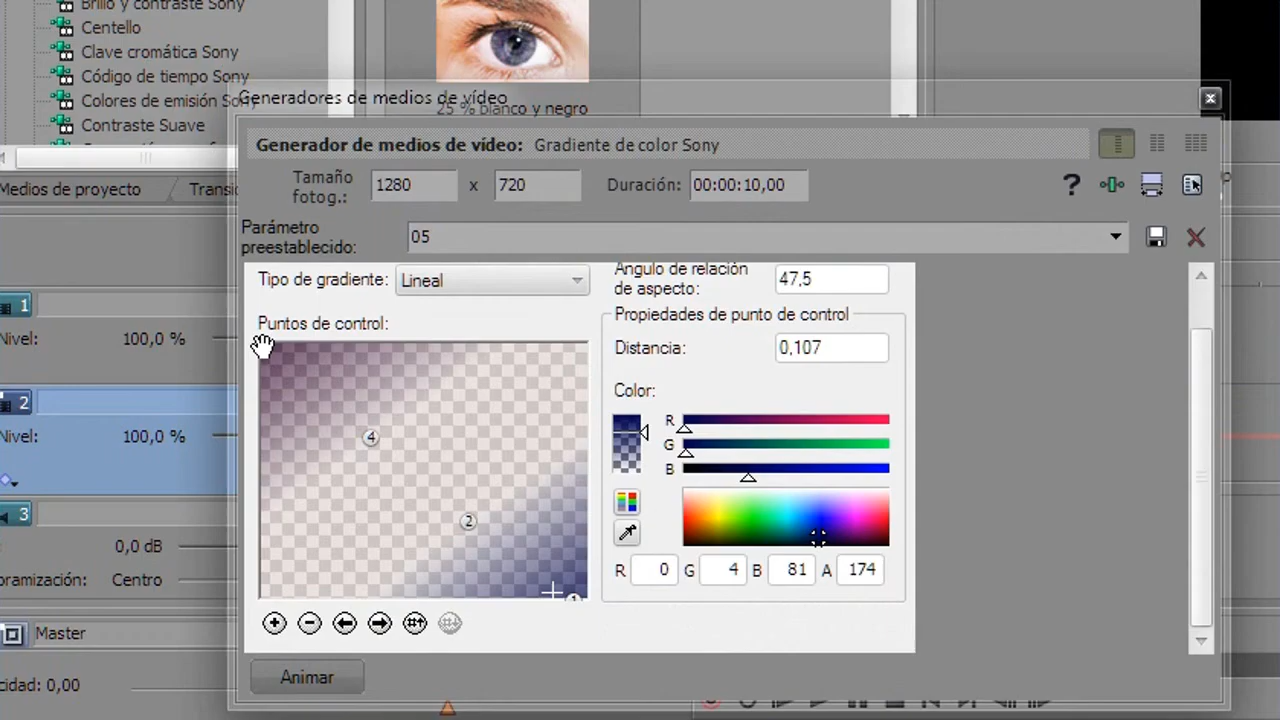 Brillo y contraste Sony
Centello
Clave cromática Sony
Código de tiempo Sony
Colores de emisión Sony
Contraste Suave
25 % blanco y negro
Generadores de medios de vídeo
Generador de medios de vídeo: Gradiente de color Sony
Tamaño fotog.: 1280 x 720 Duración: 00:00:10,00
Parámetro preestablecido: 05
Tipo de gradiente: Lineal
Ángulo de relación de aspecto: 47,5
Puntos de control:
Propiedades de punto de control
Distancia: 0,107
Color:
R
G
B
4
2
1
R 0 G 4 B 81 A 174
Animar
Medios de proyecto
1
Nivel: 100,0 %
2
Nivel: 100,0 %
3
0,0 dB
Centro
Master
0,00